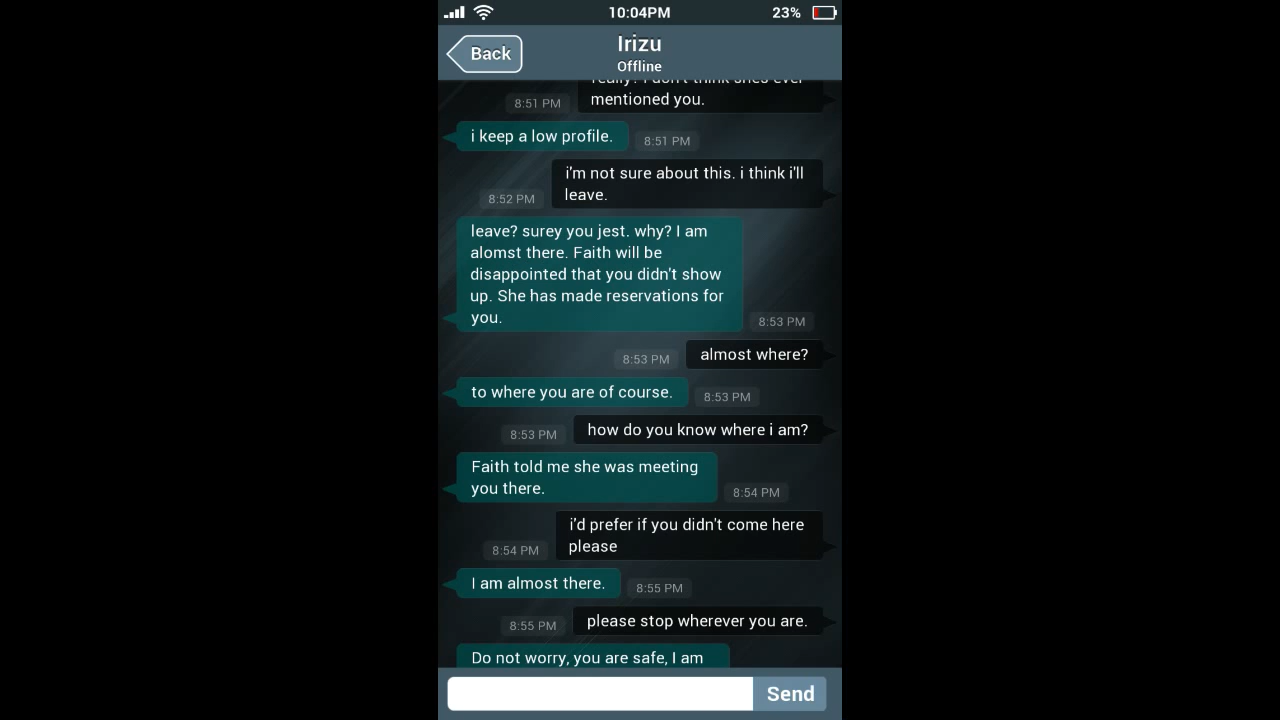 10:04PM
23%
Back
Irizu
Offline
really? i don't think she's ever
mentioned you.
8:51 PM
i keep a low profile.
8:51 PM
i'm not sure about this. i think i'll
leave.
8:52 PM
leave? surey you jest. why? I am
alomst there. Faith will be
disappointed that you didn't show
up. She has made reservations for
you.
8:53 PM
almost where?
8:53 PM
to where you are of course.
8:53 PM
how do you know where i am?
8:53 PM
Faith told me she was meeting
you there.
8:54 PM
i'd prefer if you didn't come here
please
8:54 PM
I am almost there.
8:55 PM
please stop wherever you are.
8:55 PM
Do not worry, you are safe, I am
Send